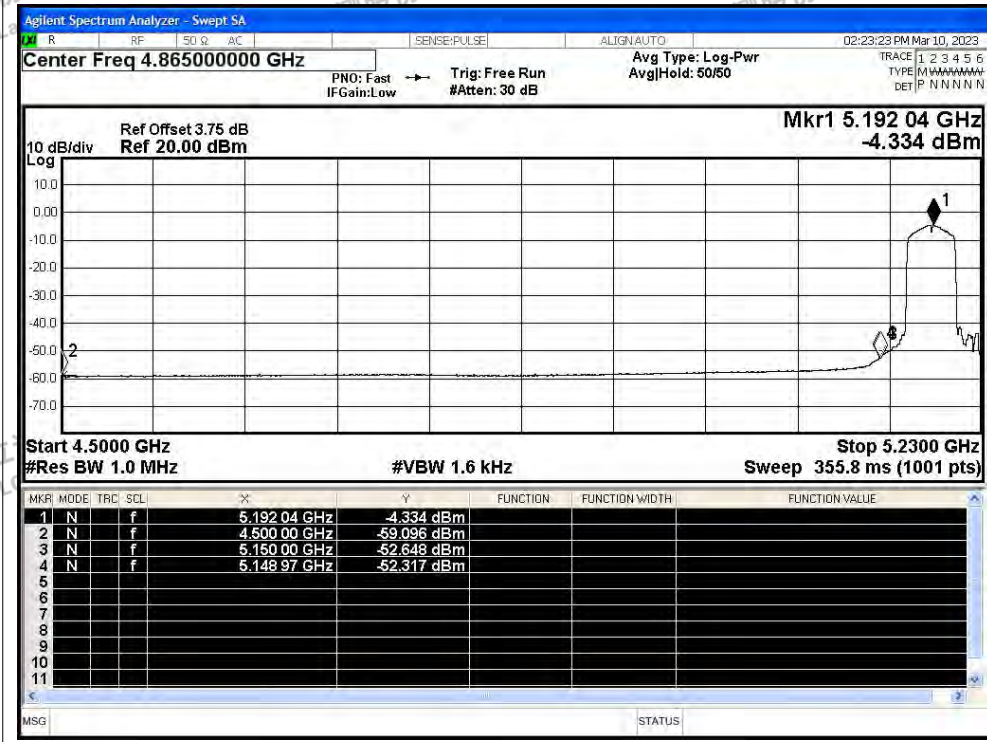 Agilent Spectrum Analyzer - Swept SA
R RF 50 Ω AC SENSE:PULSE ALIGN AUTO 02:23:23 PM Mar 10, 2023
Center Freq 4.865000000 GHz Avg Type: Log-Pwr TRACE 1 2 3 4 5 6
PNO: Fast Trig: Free Run Avg|Hold: 50/50 TYPE M WWWWW
IFGain:Low #Atten: 30 dB DET P N N N N N
Mkr1 5.192 04 GHz
Ref Offset 3.75 dB
10 dB/div Ref 20.00 dBm -4.334 dBm
Log
10.0
0.00
-10.0
-20.0
-30.0
-40.0
-50.0
-60.0
-70.0
1
2
4
Start 4.5000 GHz Stop 5.2300 GHz
#Res BW 1.0 MHz #VBW 1.6 kHz Sweep 355.8 ms (1001 pts)
MKR MODE TRC SCL X Y FUNCTION FUNCTION WIDTH FUNCTION VALUE
1 N f 5.192 04 GHz -4.334 dBm
2 N f 4.500 00 GHz -59.096 dBm
3 N f 5.150 00 GHz -52.648 dBm
4 N f 5.148 97 GHz -52.317 dBm
5
6
7
8
9
10
11
MSG STATUS